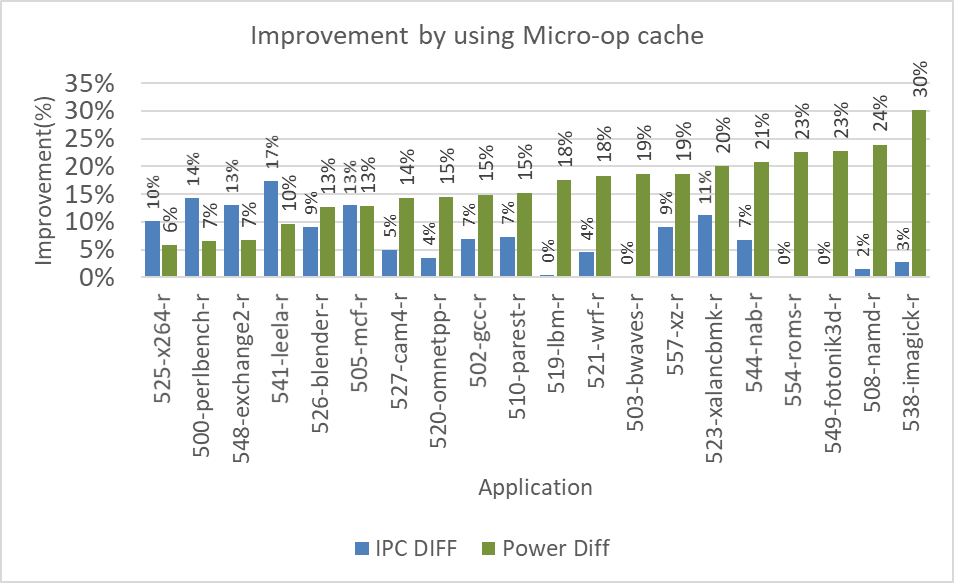 Improvement by using Micro-op cache
Improvement(%)
35%
30%
25%
20%
15%
10%
5%
0%
10%
6%
14%
7%
13%
7%
17%
10%
9%
13%
13%
13%
5%
14%
4%
15%
7%
15%
7%
15%
0%
18%
4%
18%
0%
19%
9%
19%
11%
20%
7%
21%
0%
23%
0%
23%
2%
24%
3%
30%
525-x264-r
500-perlbench-r
548-exchange2-r
541-leela-r
526-blender-r
505-mcf-r
527-cam4-r
520-omnetpp-r
502-gcc-r
510-parest-r
519-lbm-r
521-wrf-r
503-bwaves-r
557-xz-r
523-xalancbmk-r
544-nab-r
554-roms-r
549-fotonik3d-r
508-namd-r
538-imagick-r
Application
IPC DIFF
Power Diff